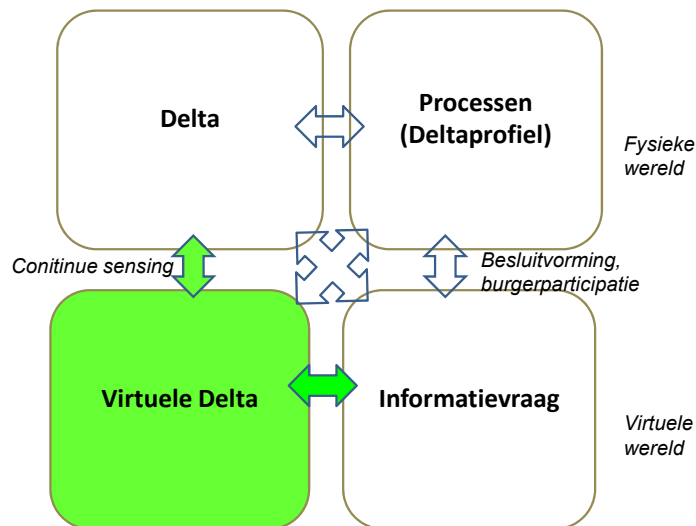 Delta
Processen
(Deltaprofiel)
Fysieke
wereld
Conitinue sensing
Besluitvorming,
burgerparticipatie
Virtuele Delta
Informatievraag
Virtuele
wereld